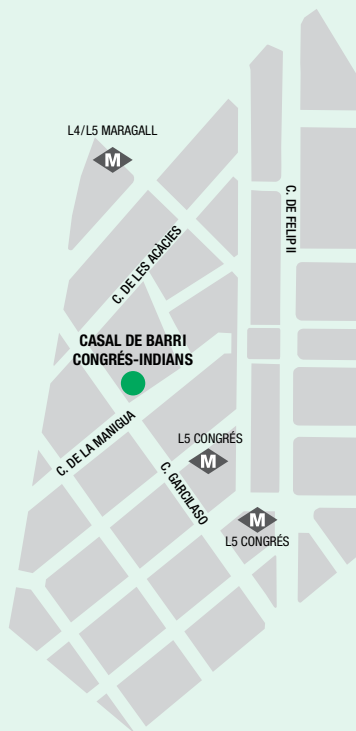 L4/L5 MARAGALL
M
C. DE FELIP II
C. DE LES ACÀCIES
CASAL DE BARRI
CONGRÉS-INDIANS
C. DE LA MANIGUA
L5 CONGRÉS
M
C. GARCILASO
M
L5 CONGRÉS